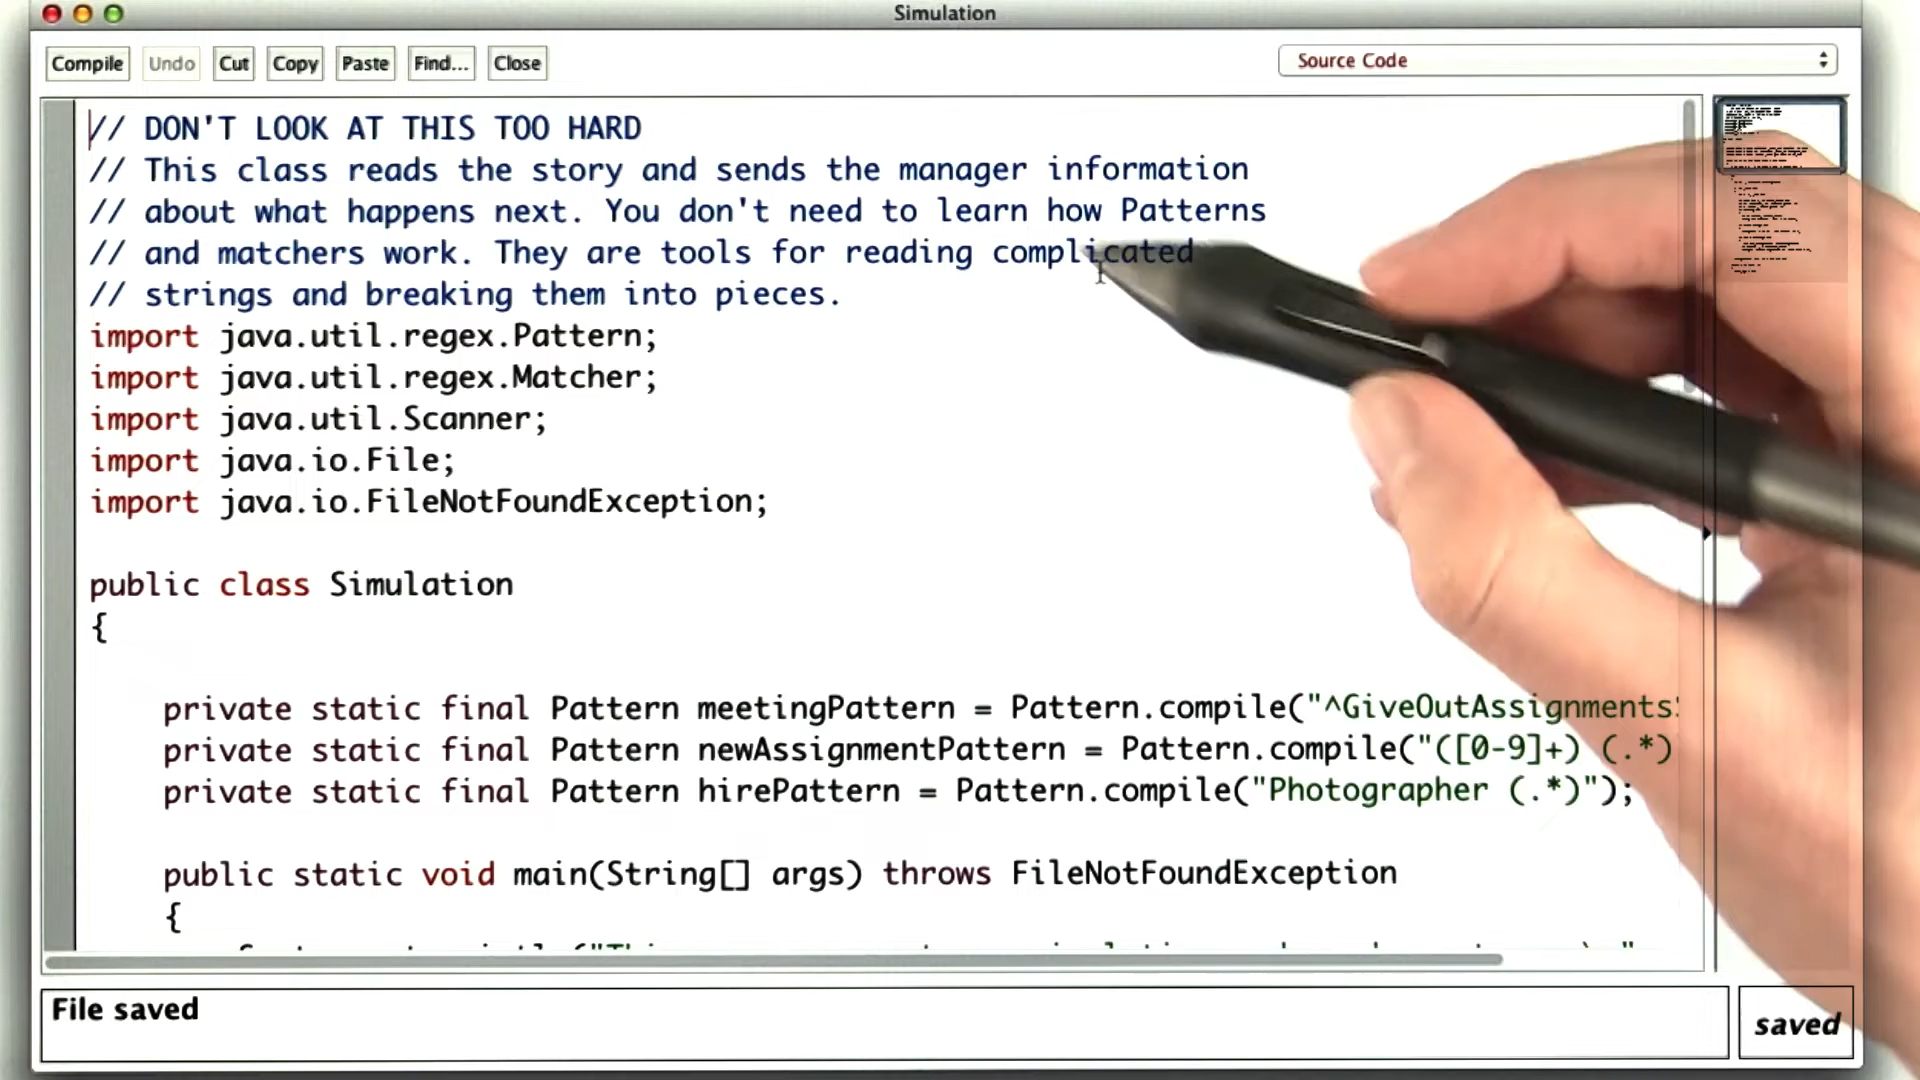 Simulation
Compile Undo Cut Copy Paste Find... Close Source Code
// DON'T LOOK AT THIS TOO HARD
// This class reads the story and sends the manager information
// about what happens next. You don't need to learn how Patterns
// and matchers work. They are tools for reading complicated
// strings and breaking them into pieces.
import java.util.regex.Pattern;
import java.util.regex.Matcher;
import java.util.Scanner;
import java.io.File;
import java.io.FileNotFoundException;
public class Simulation
{
private static final Pattern meetingPattern = Pattern.compile("^GiveOutAssignments
private static final Pattern newAssignmentPattern = Pattern.compile("([0-9]+) (.*)
private static final Pattern hirePattern = Pattern.compile("Photographer (.*)");
public static void main(String[] args) throws FileNotFoundException
{
File saved
saved